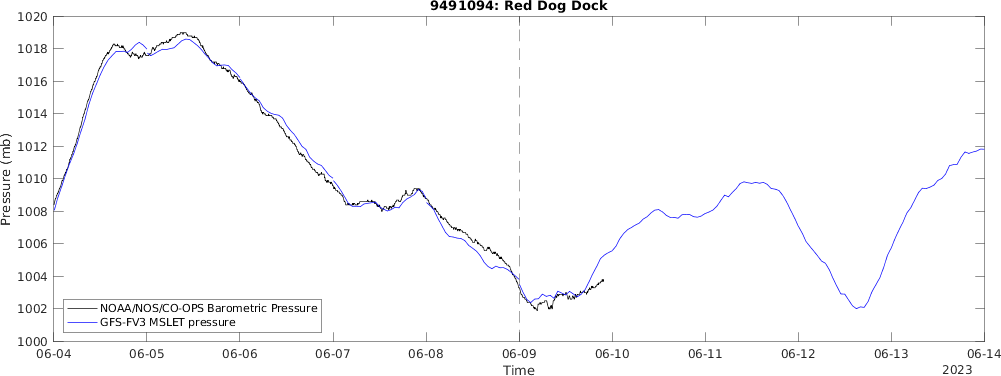 9491094: Red Dog Dock
1020
1018
1016
1014
1012
1010
1008
1006
1004
1002
1000
Pressure (mb)
NOAA/NOS/CO-OPS Barometric Pressure
GFS-FV3 MSLET pressure
06-04 06-05 06-06 06-07 06-08 06-09 06-10 06-11 06-12 06-13 06-14
Time
2023